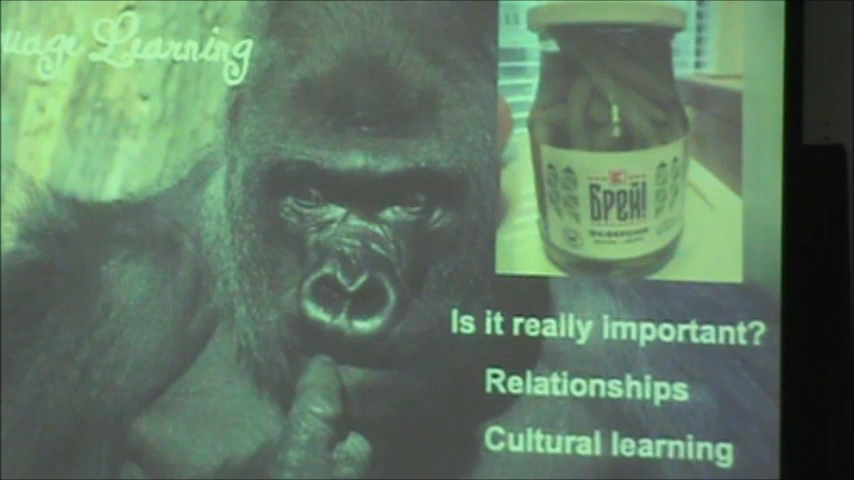 uage Learning
БРЕЙ!
Is it really important?
Relationships
Cultural learning